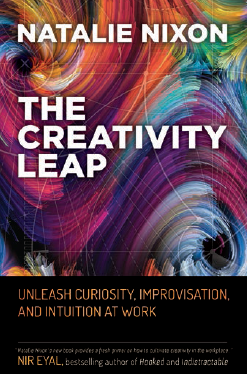 NATALIE NIXON
THE
CREATIVITY
LEAP
UNLEASH CURIOSITY, IMPROVISATION,
AND INTUITION AT WORK
Natalie Nixon's new book provides a fresh primer on how to business creativity in the workplace
NIR EYAL, bestselling author of Hooked and Indistractable